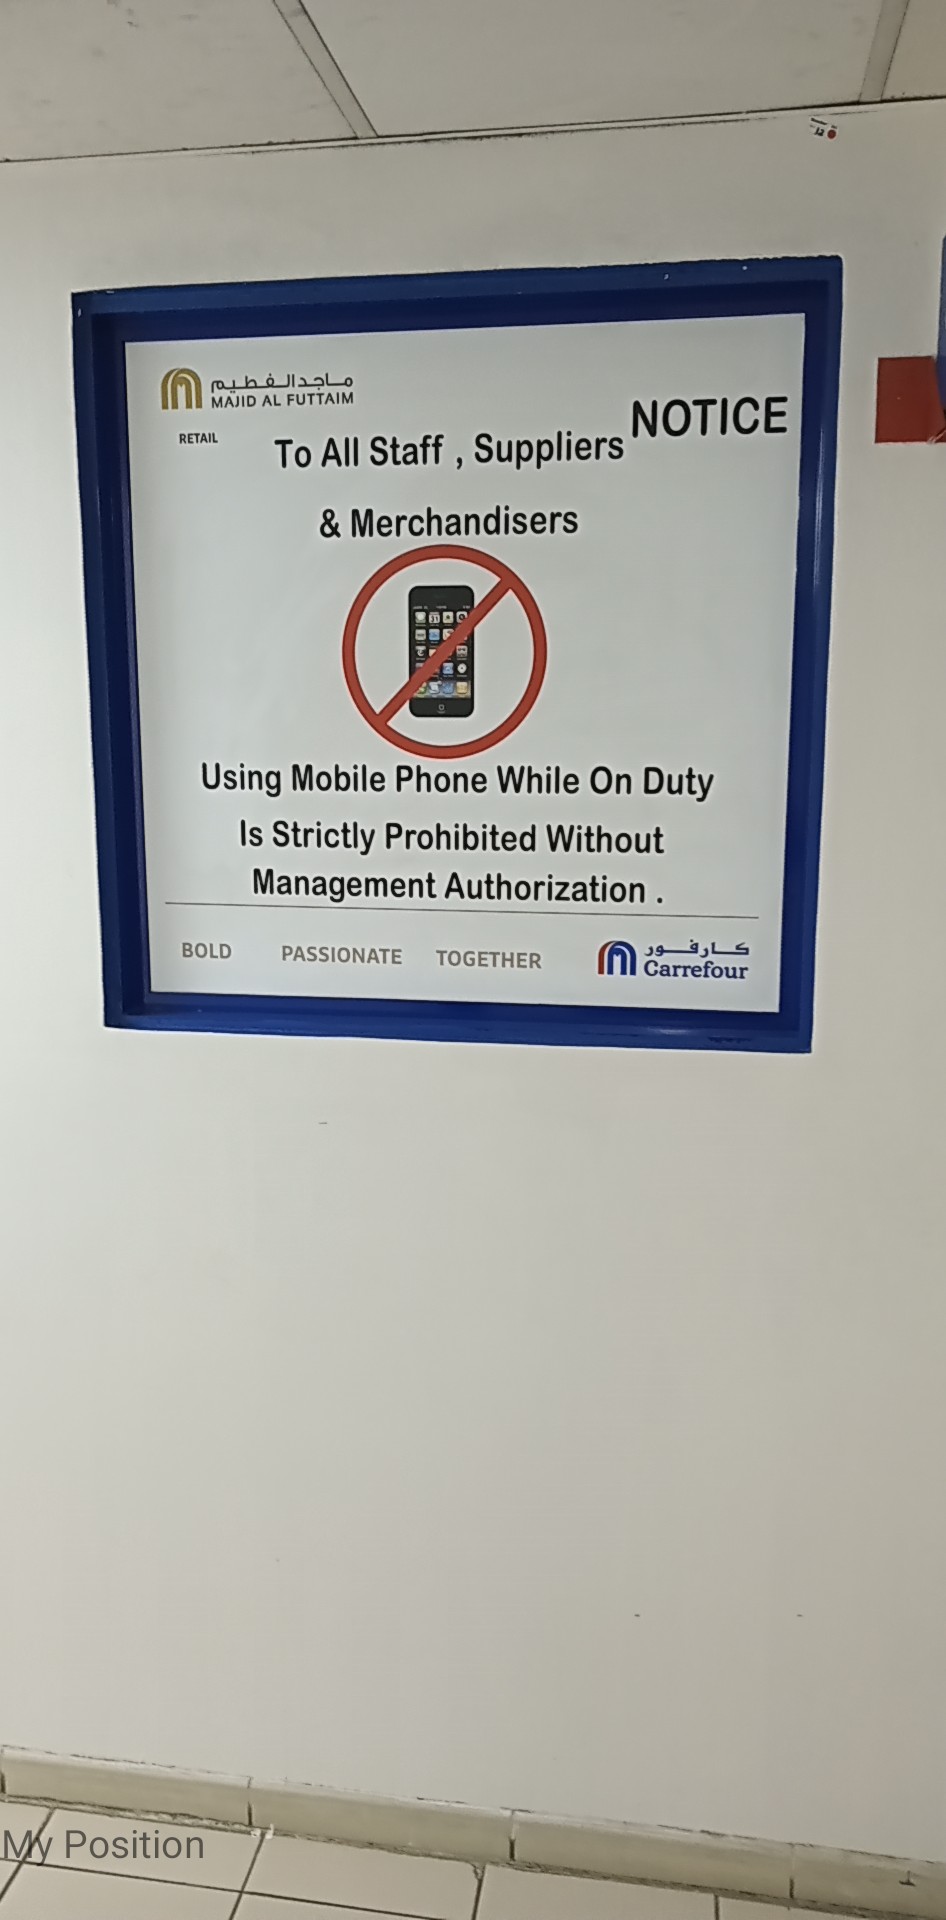 ماجد الفطيم
MAJID AL FUTTAIM
RETAIL
NOTICE
To All Staff , Suppliers
& Merchandisers
Using Mobile Phone While On Duty
Is Strictly Prohibited Without
Management Authorization .
BOLD PASSIONATE TOGETHER
كارفور
Carrefour
My Position